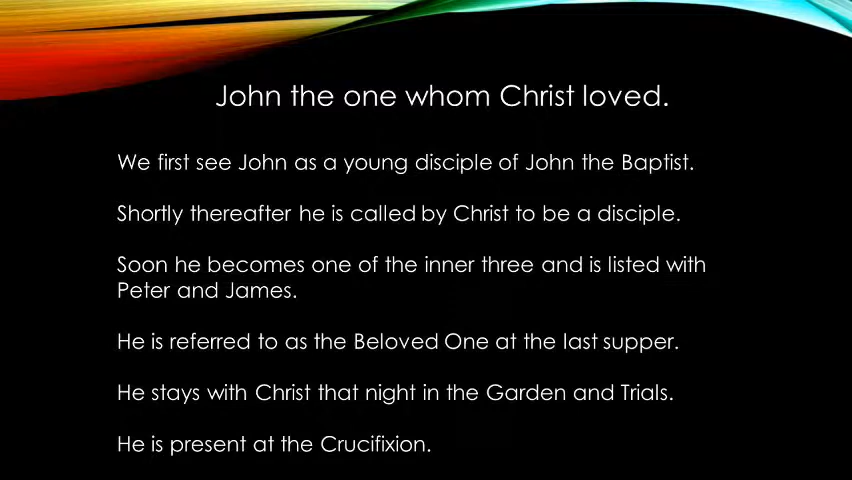 John the one whom Christ loved.
We first see John as a young disciple of John the Baptist.
Shortly thereafter he is called by Christ to be a disciple.
Soon he becomes one of the inner three and is listed with
Peter and James.
He is referred to as the Beloved One at the last supper.
He stays with Christ that night in the Garden and Trials.
He is present at the Crucifixion.